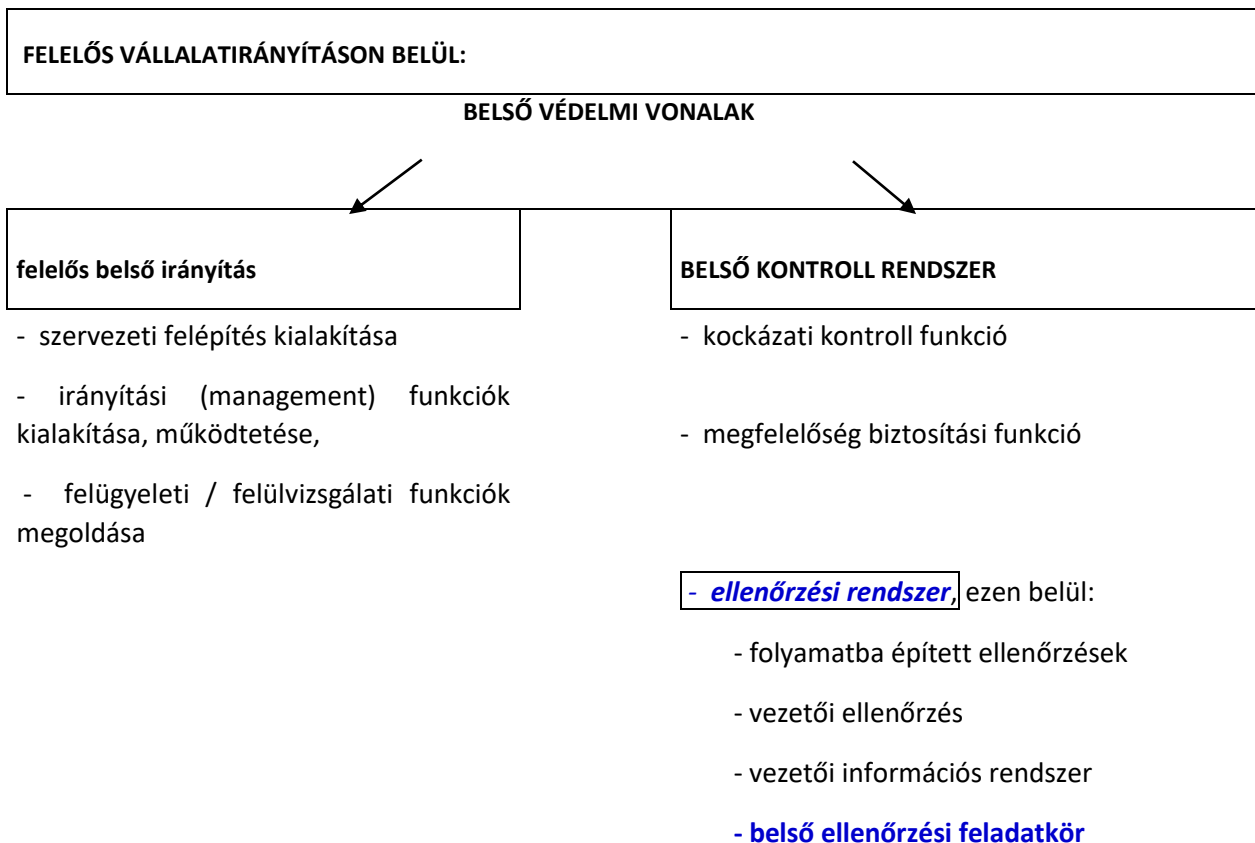 FELELŐS VÁLLALATIRÁNYÍTÁSON BELÜL:
BELSŐ VÉDELMI VONALAK
felelős belső irányítás
- szervezeti felépítés kialakítása
- irányítási (management) funkciók
kialakítása, működtetése,
- felügyeleti / felülvizsgálati funkciók
megoldása
BELSŐ KONTROLL RENDSZER
- kockázati kontroll funkció
- megfelelőség biztosítási funkció
- ellenőrzési rendszer, ezen belül:
- folyamatba épített ellenőrzések
- vezetői ellenőrzés
- vezetői információs rendszer
- belső ellenőrzési feladatkör